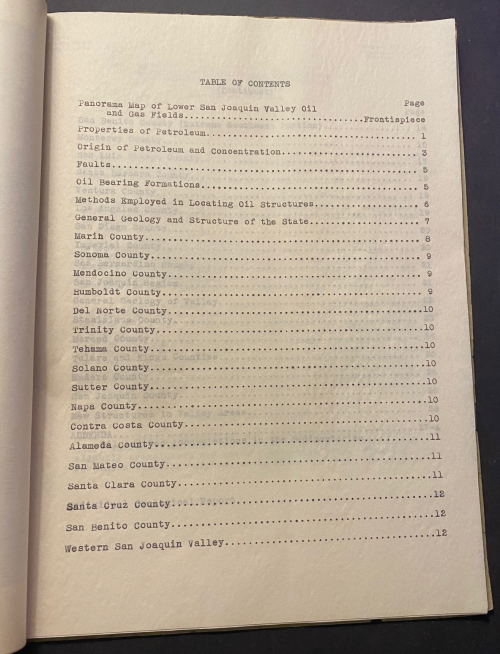 TABLE OF CONTENTS
Page
Panorama Map of Lower San Joaquin Valley Oil
and Gas Fields........................................Frontispiece
Properties of Petroleum........................................1
Origin of Petroleum and Concentration........................................3
Faults........................................5
Oil Bearing Formations........................................5
Methods Employed in Locating Oil Structures........................................6
General Geology and Structure of the State........................................7
Marin County........................................8
Sonoma County........................................9
Mendocino County........................................9
Humboldt County........................................9
Del Norte County........................................10
Trinity County........................................10
Tehama County........................................10
Solano County........................................10
Sutter County........................................10
Napa County........................................10
Contra Costa County........................................10
Alameda County........................................11
San Mateo County........................................11
Santa Clara County........................................11
Santa Cruz County........................................12
San Benito County........................................12
Western San Joaquin Valley........................................12